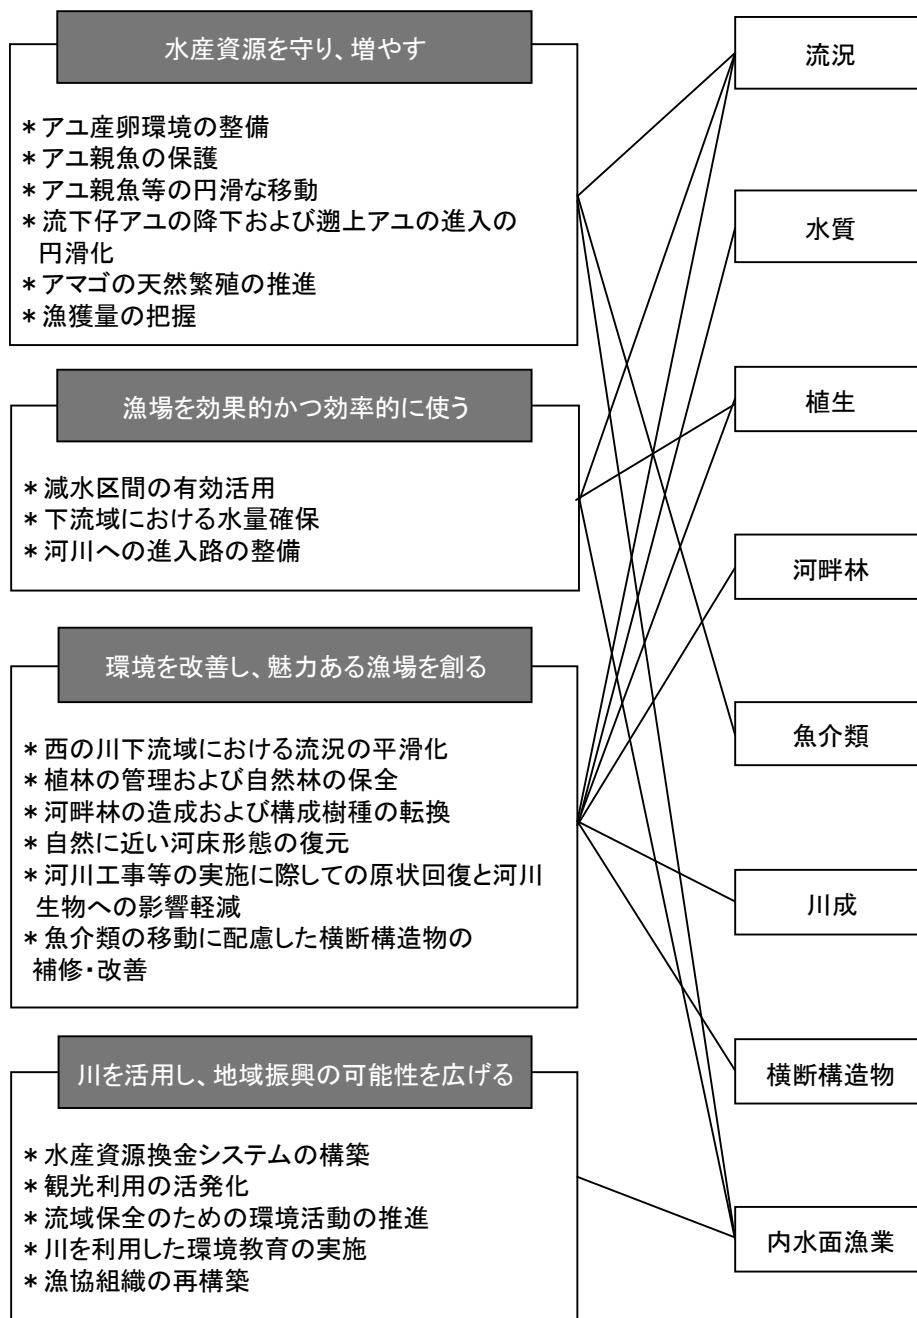 水産資源を守り、増やす
＊アユ産卵環境の整備
＊アユ親魚の保護
＊アユ親魚等の円滑な移動
＊流下仔アユの降下および遡上アユの進入の
円滑化
＊アマゴの天然繁殖の推進
＊漁獲量の把握
漁場を効果的かつ効率的に使う
＊減水区間の有効活用
＊下流域における水量確保
＊河川への進入路の整備
環境を改善し、魅力ある漁場を創る
＊西の川下流域における流況の平滑化
＊植林の管理および自然林の保全
＊河畔林の造成および構成樹種の転換
＊自然に近い河床形態の復元
＊河川工事等の実施に際しての原状回復と河川
生物への影響軽減
＊魚介類の移動に配慮した横断構造物の
補修・改善
川を活用し、地域振興の可能性を広げる
＊水産資源換金システムの構築
＊観光利用の活発化
＊流域保全のための環境活動の推進
＊川を利用した環境教育の実施
＊漁協組織の再構築
流況
水質
植生
河畔林
魚介類
川成
横断構造物
内水面漁業